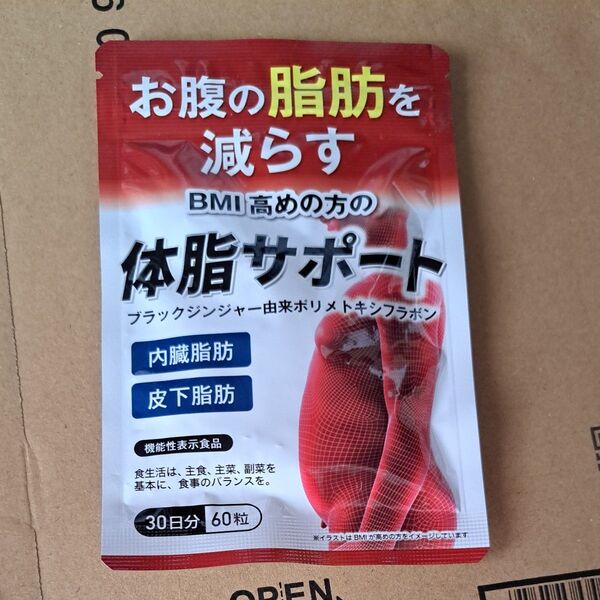 お腹の脂肪を
減らす
BMI 高めの方の
体脂サポート
ブラックジンジャー由来ポリメトキシフラボン
内臓脂肪
皮下脂肪
機能性表示食品
食生活は、主食、主菜、副菜を
基本に、食事のバランスを。
30日分 60粒
※イラストはBMIが高めの方をイメージしています
OPEN